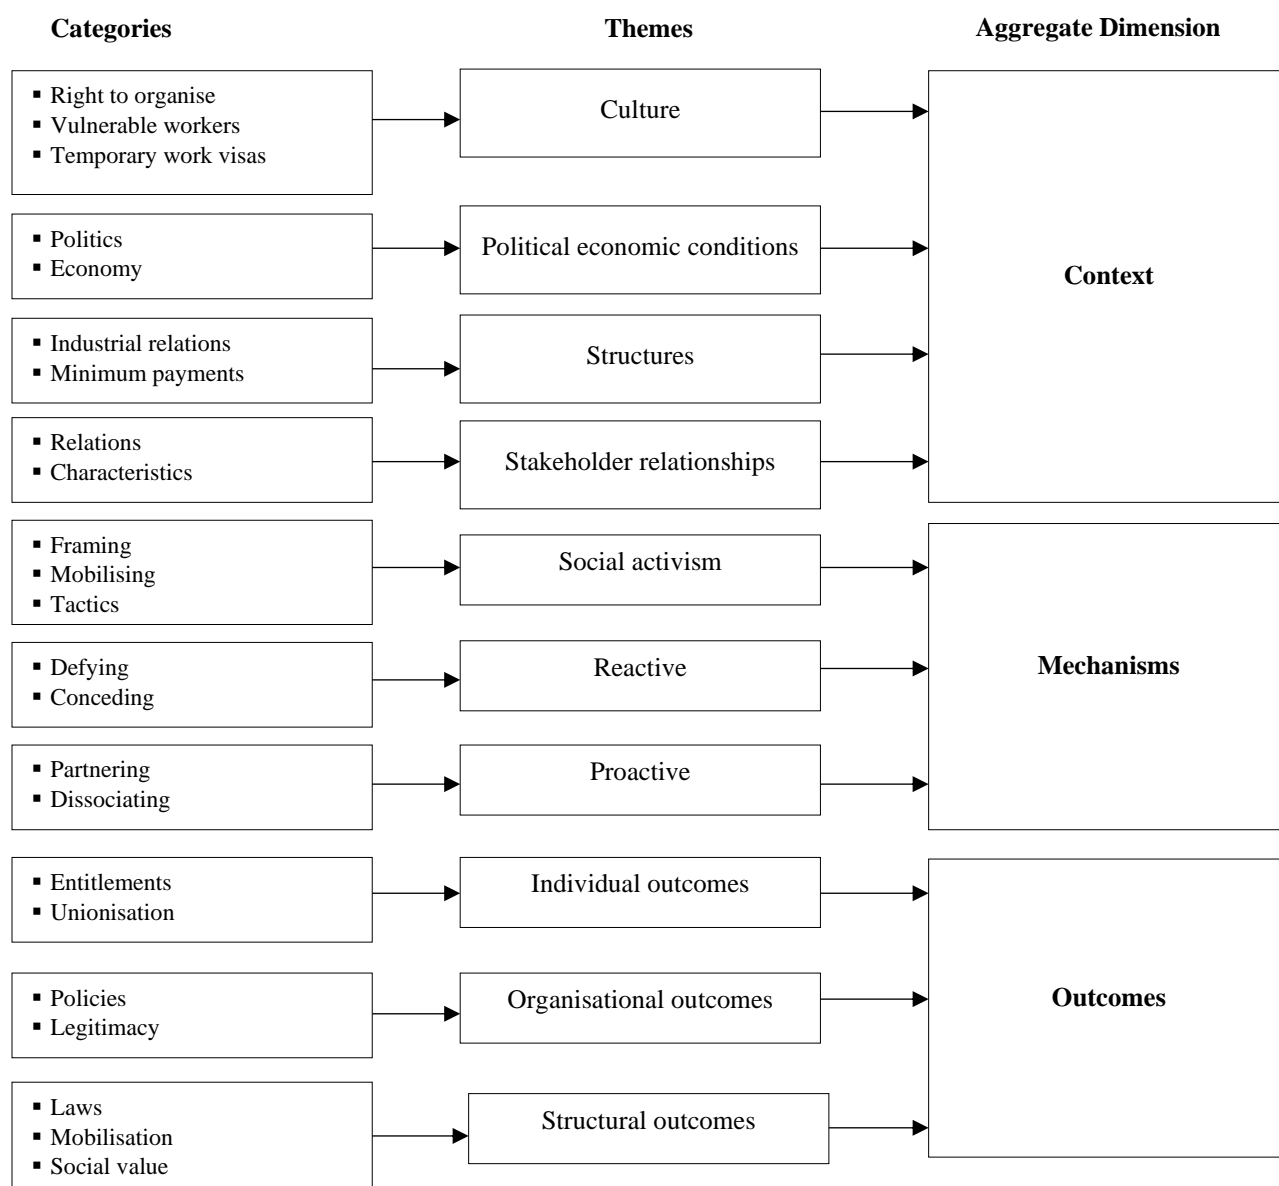 Categories
Themes
Aggregate Dimension
▪ Right to organise
▪ Vulnerable workers
▪ Temporary work visas
Culture
▪ Politics
▪ Economy
Political economic conditions
▪ Industrial relations
▪ Minimum payments
Structures
▪ Relations
▪ Characteristics
Stakeholder relationships
Context
▪ Framing
▪ Mobilising
▪ Tactics
Social activism
▪ Defying
▪ Conceding
Reactive
▪ Partnering
▪ Dissociating
Proactive
Mechanisms
▪ Entitlements
▪ Unionisation
Individual outcomes
▪ Policies
▪ Legitimacy
Organisational outcomes
▪ Laws
▪ Mobilisation
▪ Social value
Structural outcomes
Outcomes